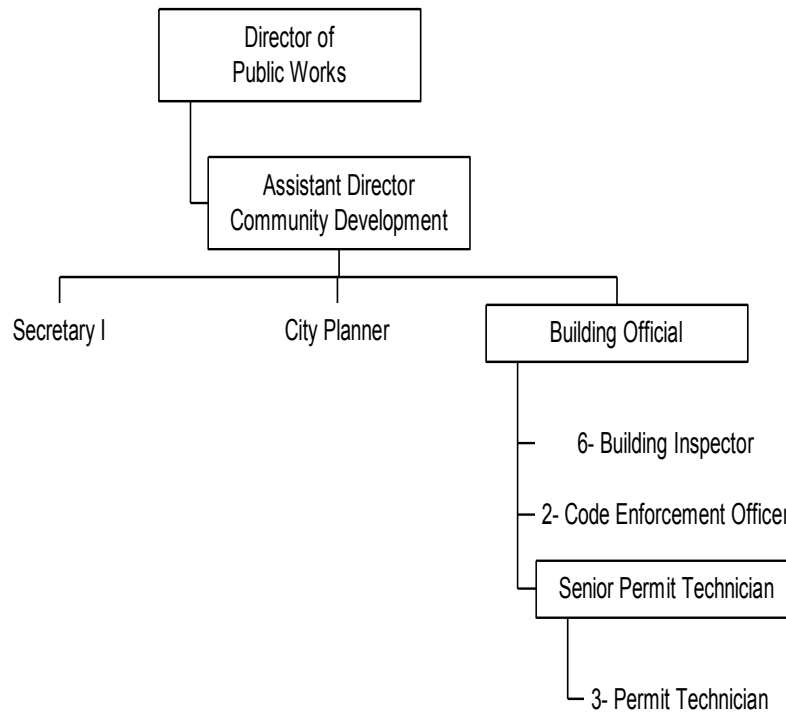 Director of
Public Works
Assistant Director
Community Development
Secretary I
City Planner
Building Official
6- Building Inspector
2- Code Enforcement Officer
Senior Permit Technician
3- Permit Technician